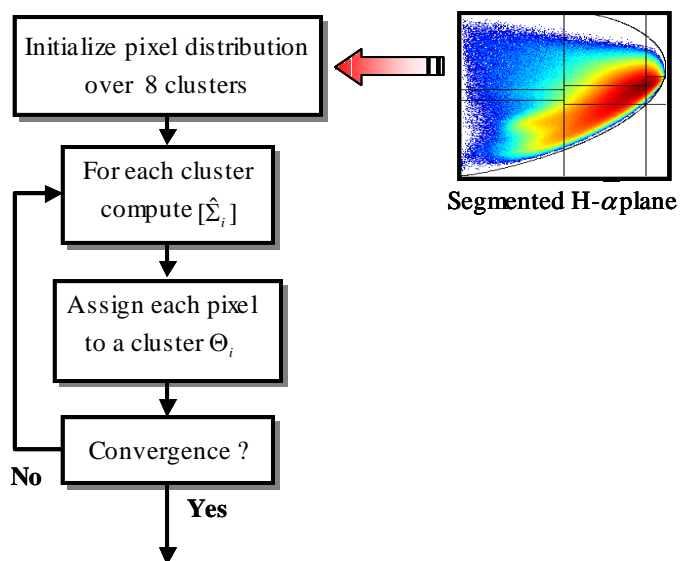 Initialize pixel distribution
over 8 clusters
Segmented H-α plane
For each cluster
compute [Σ̂ᵢ]
Assign each pixel
to a cluster Θᵢ
Convergence ?
No
Yes